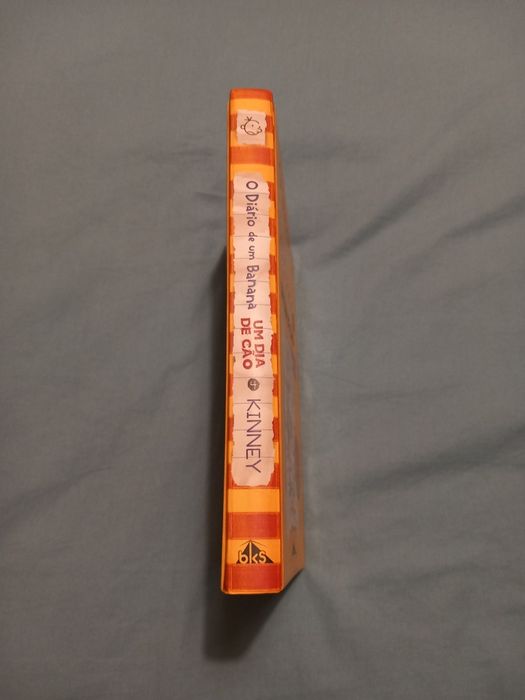 O Diário de um Banana
UM DIA
DE CÃO
4
KINNEY
bks